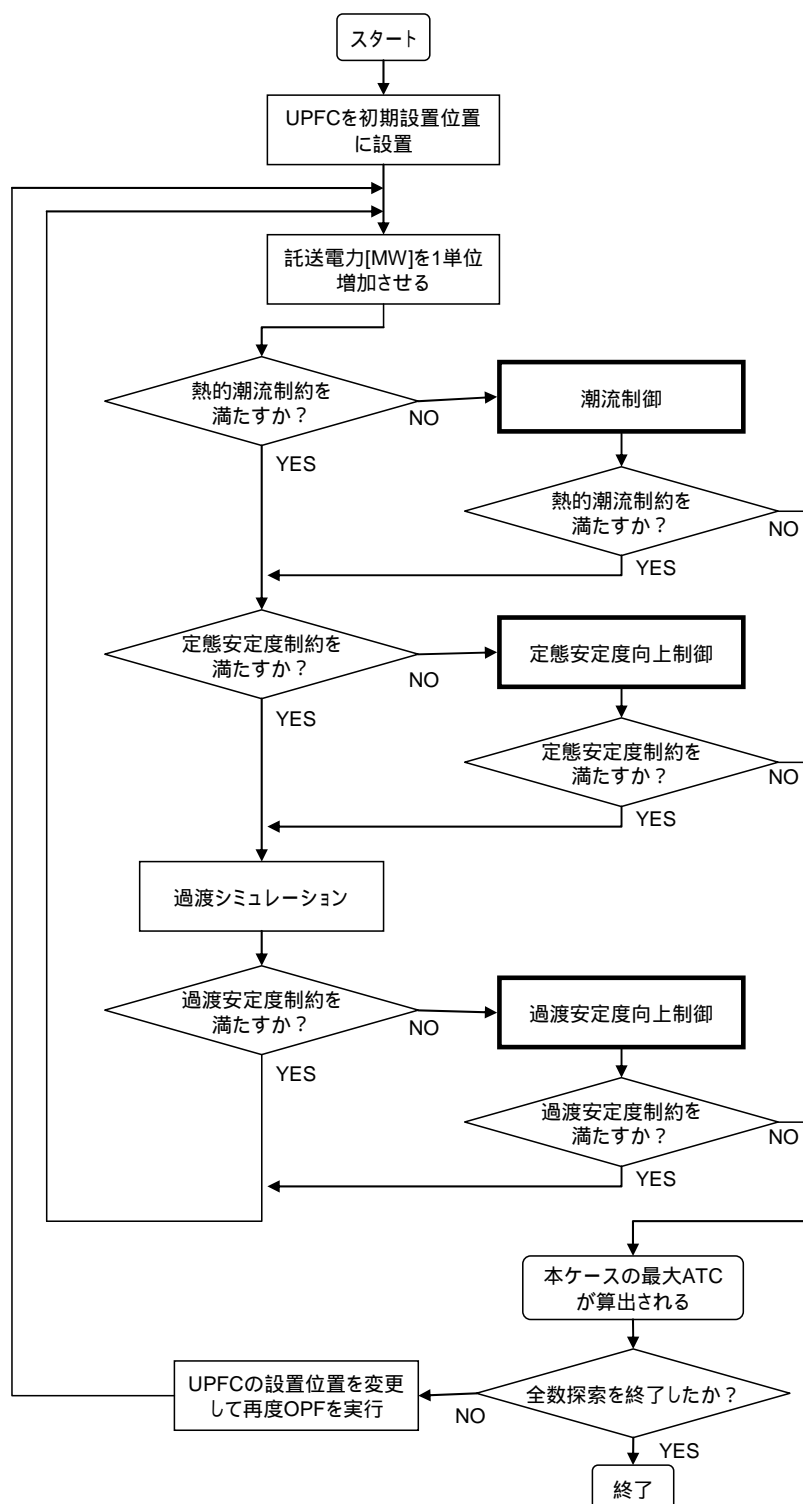 スタート
UPFCを初期設置位置
に設置
託送電力[MW]を1単位
増加させる
熱的潮流制約を
満たすか？
NO
潮流制御
YES
熱的潮流制約を
満たすか？
NO
YES
定態安定度制約を
満たすか？
NO
定態安定度向上制御
YES
定態安定度制約を
満たすか？
NO
YES
過渡シミュレーション
過渡安定度制約を
満たすか？
NO
過渡安定度向上制御
YES
過渡安定度制約を
満たすか？
NO
YES
本ケースの最大ATC
が算出される
UPFCの設置位置を変更
して再度OPFを実行
NO
全数探索を終了したか？
YES
終了